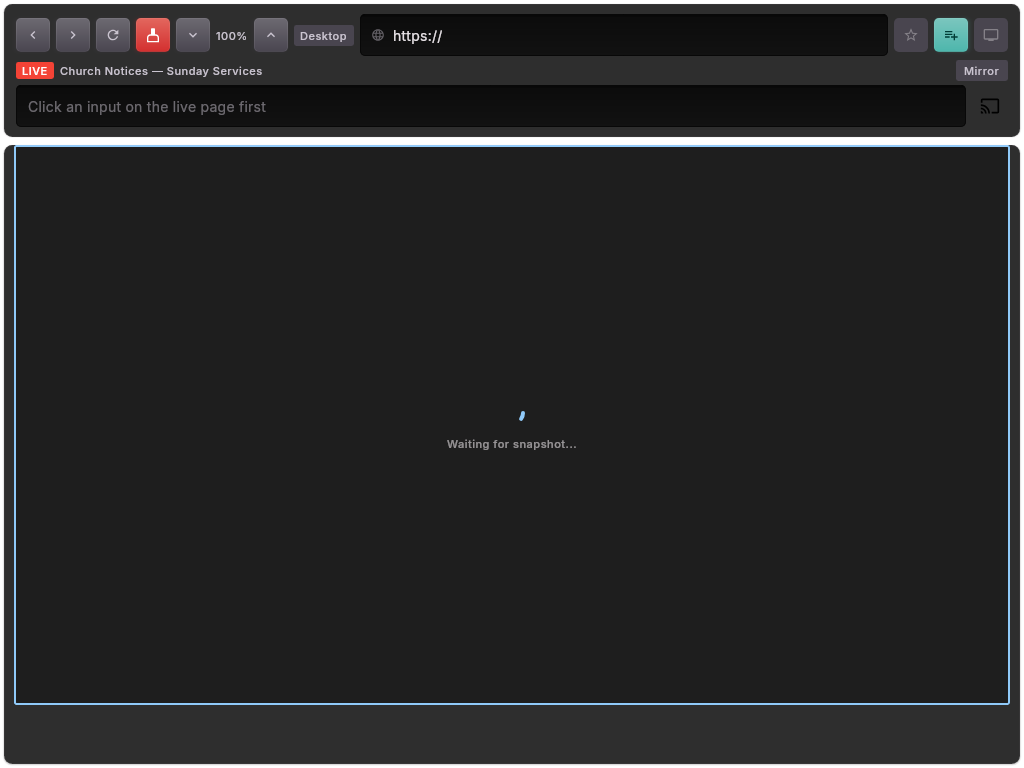 100%
Desktop
https://
LIVE
Church Notices — Sunday Services
Mirror
Click an input on the live page first
Waiting for snapshot...